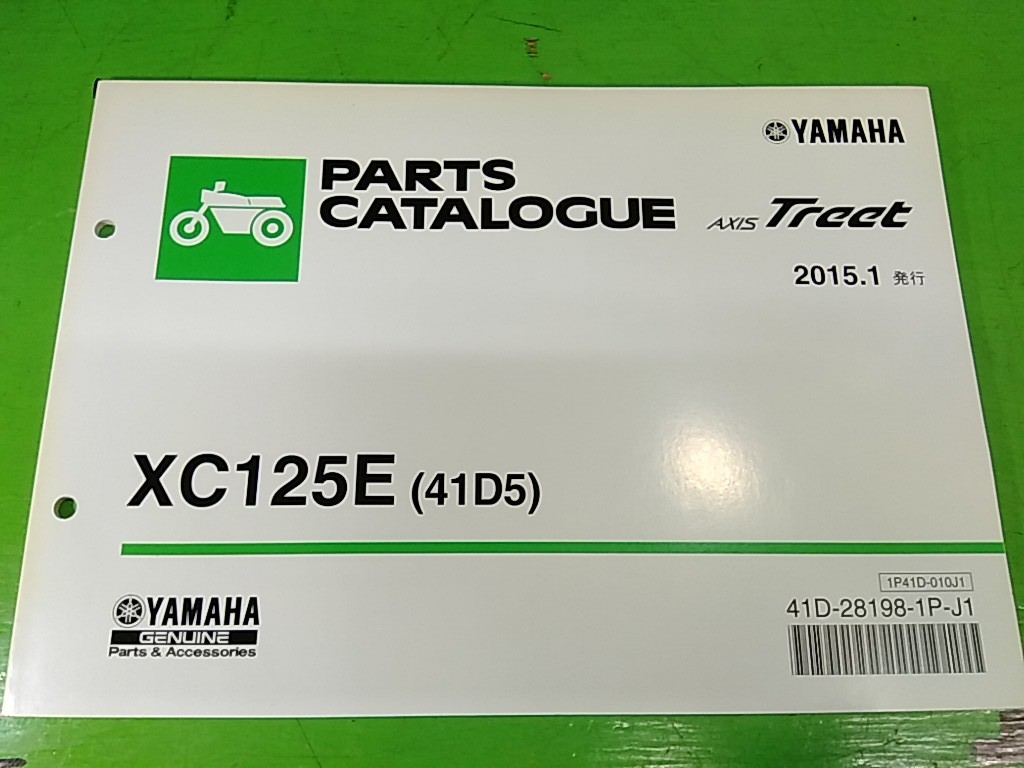 YAMAHA
PARTS
CATALOGUE
AXIS Treet
2015.1 発行
XC125E (41D5)
YAMAHA
GENUINE
Parts & Accessories
1P41D-010J1
41D-28198-1P-J1